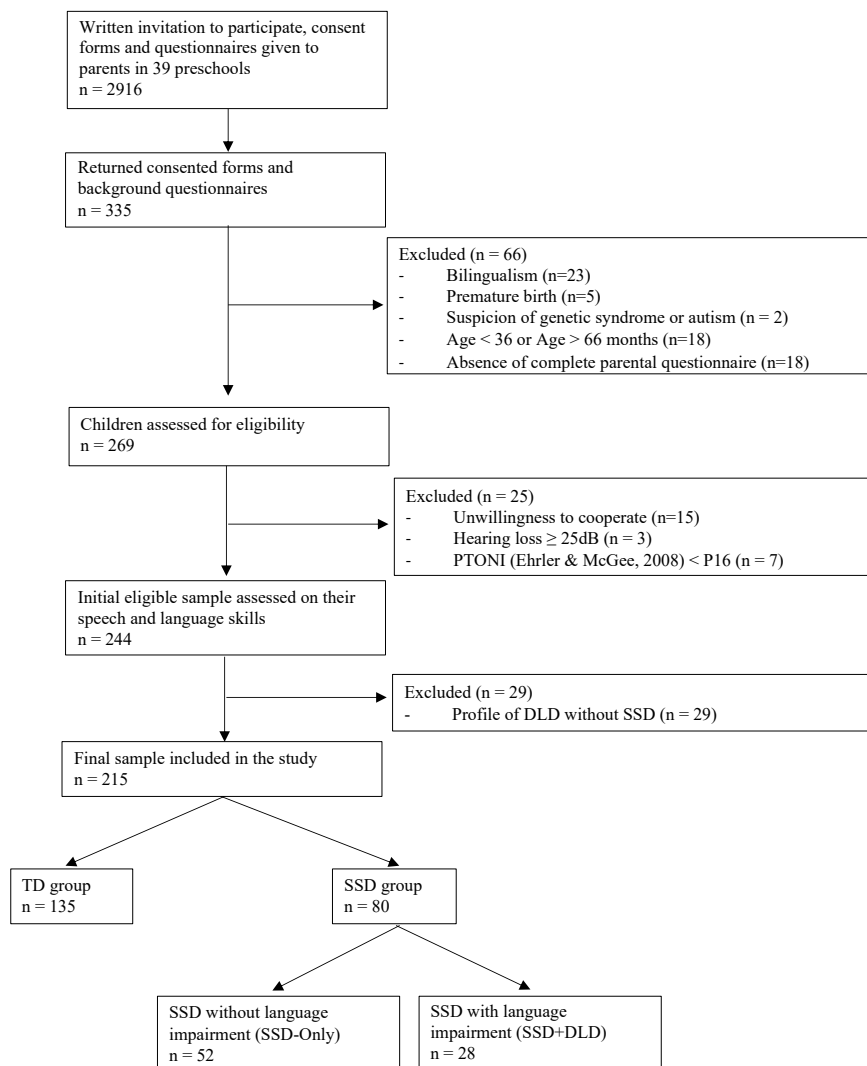 Written invitation to participate, consent
forms and questionnaires given to
parents in 39 preschools
n = 2916
Returned consented forms and
background questionnaires
n = 335
Excluded (n = 66)
- Bilingualism (n=23)
- Premature birth (n=5)
- Suspicion of genetic syndrome or autism (n = 2)
- Age < 36 or Age > 66 months (n=18)
- Absence of complete parental questionnaire (n=18)
Children assessed for eligibility
n = 269
Excluded (n = 25)
- Unwillingness to cooperate (n=15)
- Hearing loss ≥ 25dB (n = 3)
- PTONI (Ehrler & McGee, 2008) < P16 (n = 7)
Initial eligible sample assessed on their
speech and language skills
n = 244
Excluded (n = 29)
- Profile of DLD without SSD (n = 29)
Final sample included in the study
n = 215
TD group
n = 135
SSD group
n = 80
SSD without language
impairment (SSD-Only)
n = 52
SSD with language
impairment (SSD+DLD)
n = 28